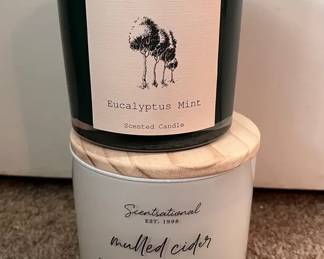 Eucalyptus Mint
Scented Candle
Scentsational
EST. 1998
mulled cider